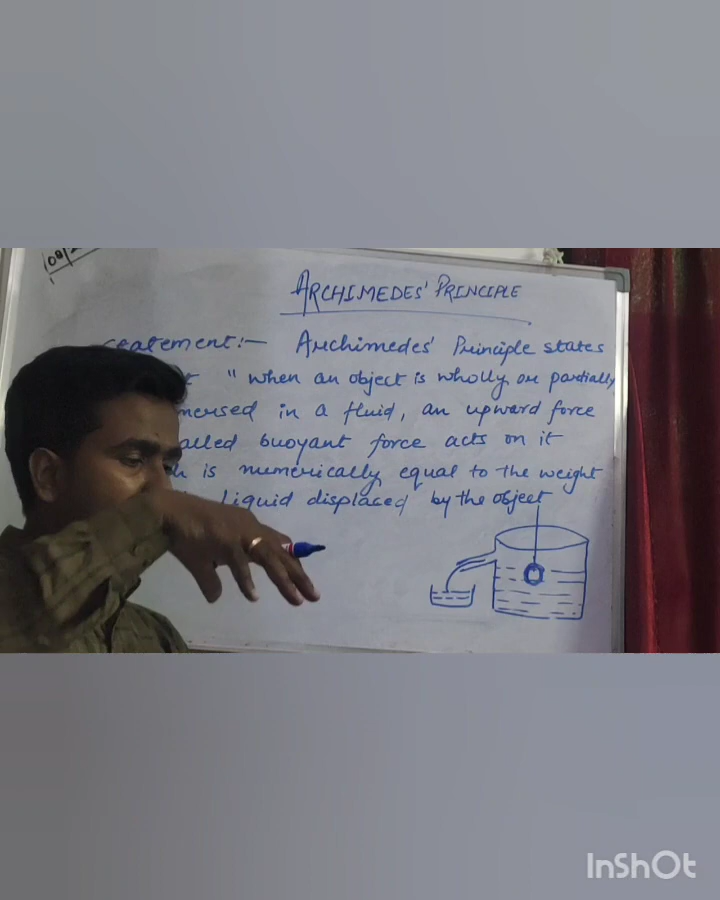 ARCHIMEDES' PRINCIPLE
Statement:- Archimedes' Principle states
" when an object is wholly or partially
mersed in a fluid, an upward force
alled buoyant force acts on it
h is numerically equal to the weight
liquid displaced" by the object
InShOt